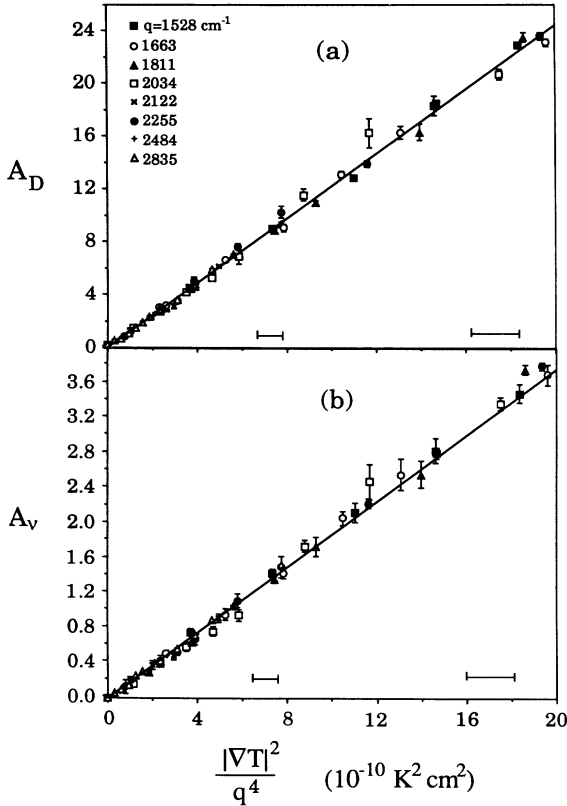 24
20
16
12
8
4
0
A_D
(a)
q=1528 cm⁻¹
1663
1811
2034
2122
2255
2484
2835
3.6
3.2
2.8
2.4
2.0
1.6
1.2
0.8
0.4
0.0
A_ν
(b)
0 4 8 12 16 20
|∇T|²
q⁴
(10⁻¹⁰ K² cm²)